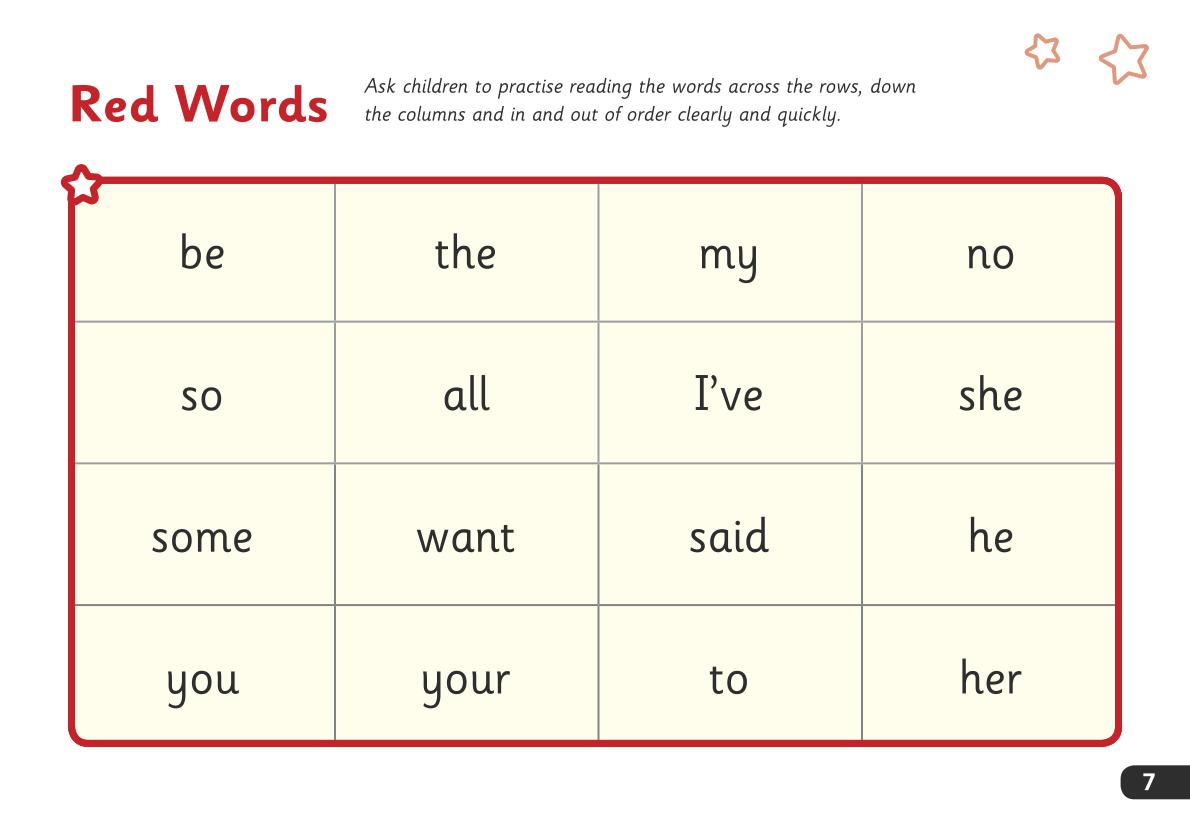 Red Words
Ask children to practise reading the words across the rows, down
the columns and in and out of order clearly and quickly.
be the my no
so all I’ve she
some want said he
you your to her
7